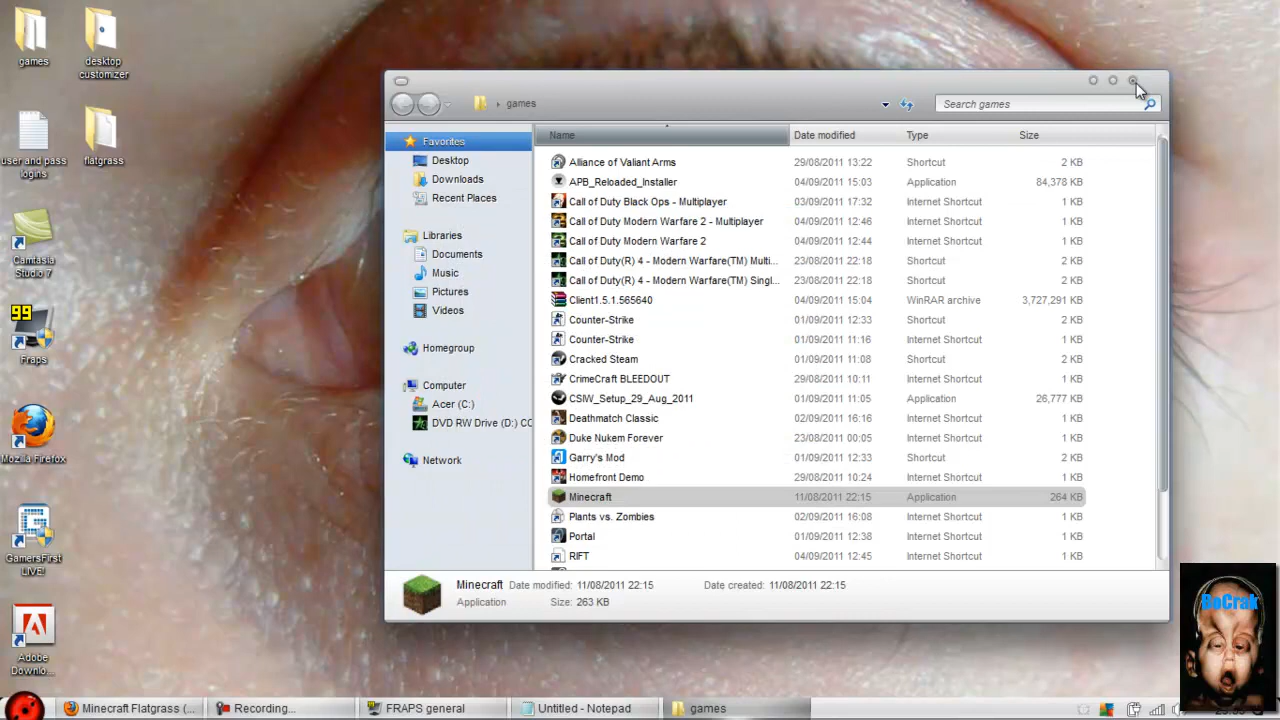 games
desktop
customizer
user and pass
logins
flatgrass
Camtasia
Studio 7
99
Fraps
Mozilla Firefox
GamersFirst
LIVE!
Adobe
Downlo...
games
Search games
Favorites
Desktop
Downloads
Recent Places
Libraries
Documents
Music
Pictures
Videos
Homegroup
Computer
Acer (C:)
DVD RW Drive (D:) CO
Network
Name Date modified Type Size
Alliance of Valiant Arms 29/08/2011 13:22 Shortcut 2 KB
APB_Reloaded_Installer 04/09/2011 15:03 Application 84,378 KB
Call of Duty Black Ops - Multiplayer 03/09/2011 17:32 Internet Shortcut 1 KB
Call of Duty Modern Warfare 2 - Multiplayer 04/09/2011 12:46 Internet Shortcut 1 KB
Call of Duty Modern Warfare 2 04/09/2011 12:44 Internet Shortcut 1 KB
Call of Duty(R) 4 - Modern Warfare(TM) Multi... 23/08/2011 22:18 Shortcut 2 KB
Call of Duty(R) 4 - Modern Warfare(TM) Singl... 23/08/2011 22:18 Shortcut 2 KB
Client1.5.1.565640 04/09/2011 15:04 WinRAR archive 3,727,291 KB
Counter-Strike 01/09/2011 12:33 Shortcut 2 KB
Counter-Strike 01/09/2011 11:16 Internet Shortcut 1 KB
Cracked Steam 01/09/2011 11:08 Shortcut 2 KB
CrimeCraft BLEEDOUT 29/08/2011 10:11 Internet Shortcut 1 KB
CSIW_Setup_29_Aug_2011 01/09/2011 11:05 Application 26,777 KB
Deathmatch Classic 02/09/2011 16:16 Internet Shortcut 1 KB
Duke Nukem Forever 23/08/2011 00:05 Internet Shortcut 1 KB
Garry's Mod 01/09/2011 12:33 Shortcut 2 KB
Homefront Demo 29/08/2011 10:24 Internet Shortcut 1 KB
Minecraft 11/08/2011 22:15 Application 264 KB
Plants vs. Zombies 02/09/2011 16:08 Internet Shortcut 1 KB
Portal 01/09/2011 12:38 Internet Shortcut 1 KB
RIFT 04/09/2011 12:45 Internet Shortcut 1 KB
Minecraft Date modified: 11/08/2011 22:15 Date created: 11/08/2011 22:15
Application Size: 263 KB
SoCrak
Minecraft Flatgrass (... Recording... FRAPS general Untitled - Notepad games